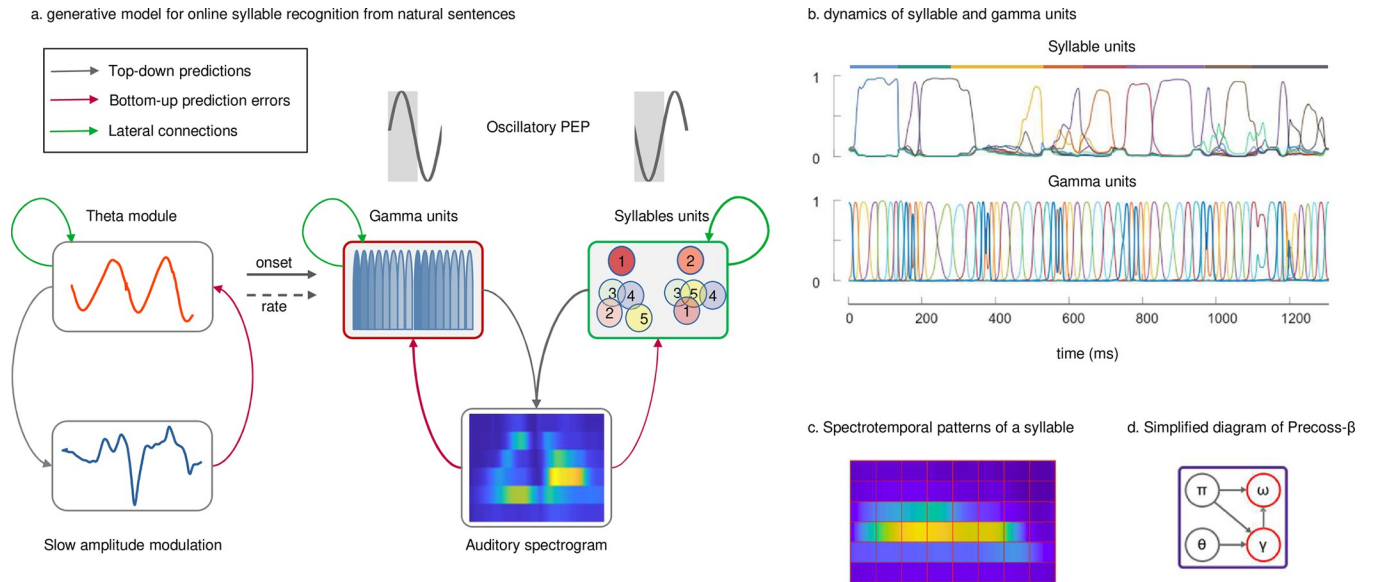 a. generative model for online syllable recognition from natural sentences
Top-down predictions
Bottom-up prediction errors
Lateral connections
Oscillatory PEP
Theta module
Gamma units
Syllables units
onset
rate
1
2
3
4
2
5
3
5
4
1
Slow amplitude modulation
Auditory spectrogram
b. dynamics of syllable and gamma units
Syllable units
1
0
Gamma units
1
0
0
200
400
600
800
1000
1200
time (ms)
c. Spectrotemporal patterns of a syllable
d. Simplified diagram of Precoss-β
π
ω
θ
γ